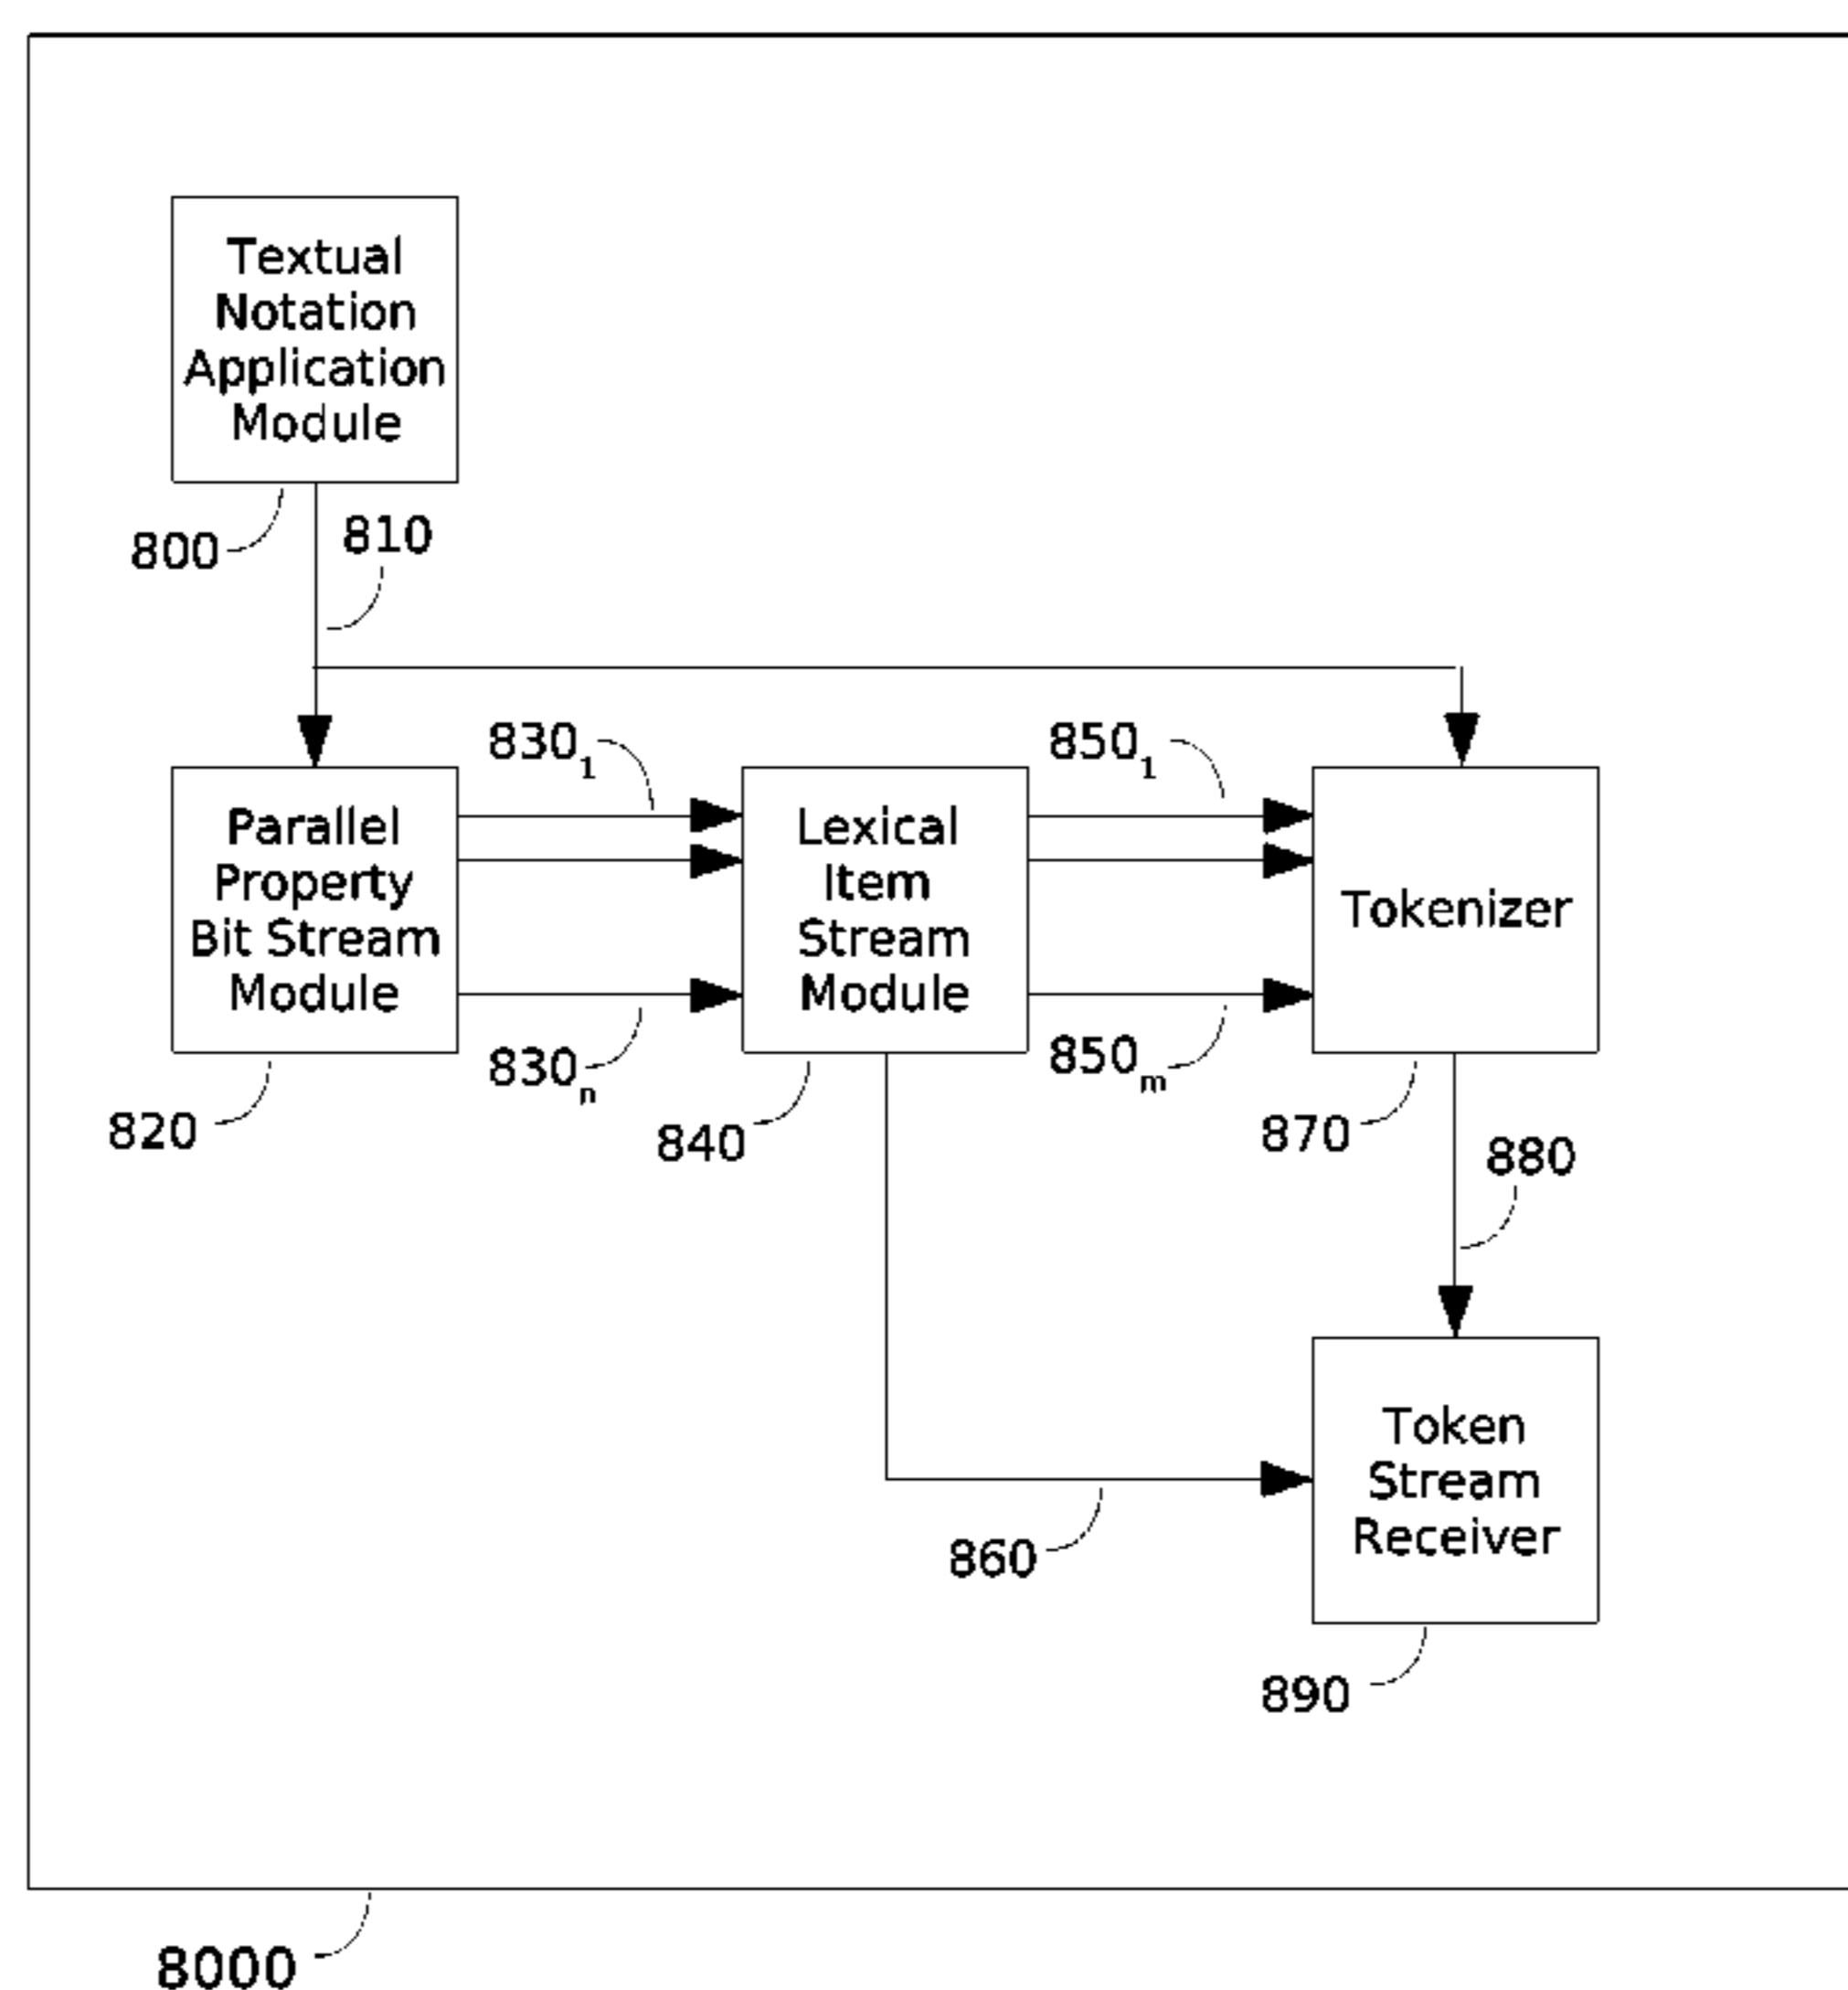 Textual
Notation
Application
Module
800
810
830₁
850₁
Parallel
Property
Bit Stream
Module
Lexical
Item
Stream
Module
Tokenizer
830ₙ
850ₘ
820
840
870
880
Token
Stream
Receiver
860
890
8000